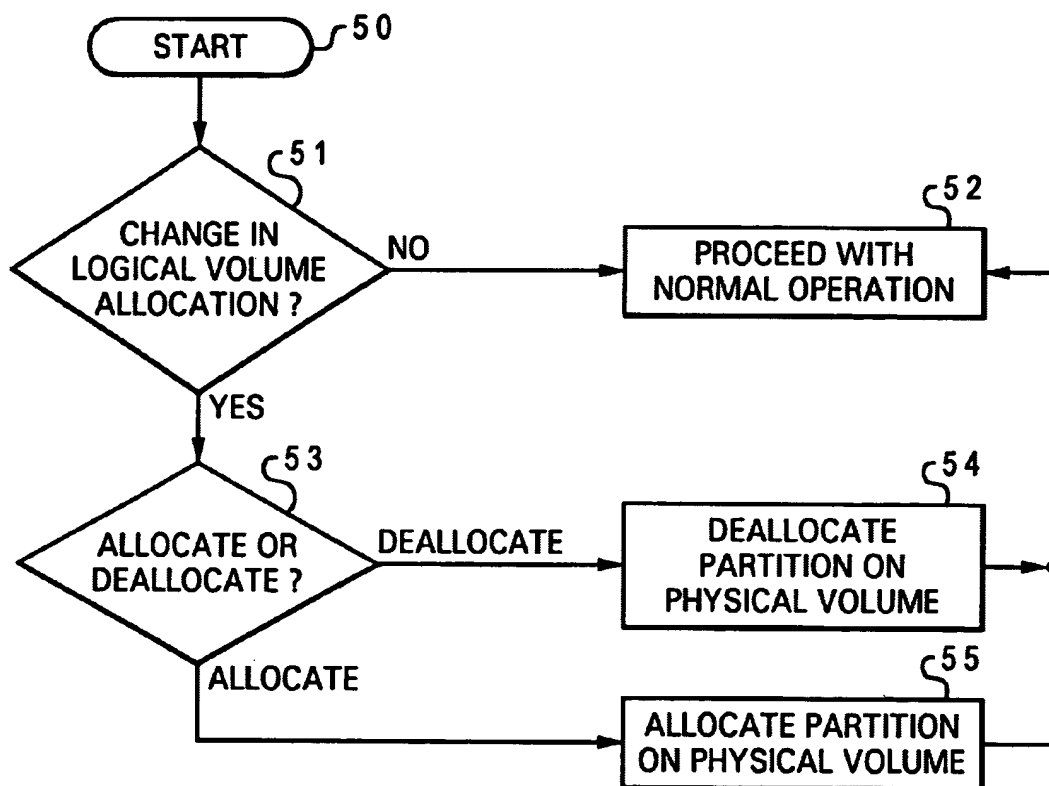 START
50
51
CHANGE IN
LOGICAL VOLUME
ALLOCATION ?
NO
52
PROCEED WITH
NORMAL OPERATION
YES
53
ALLOCATE OR
DEALLOCATE ?
DEALLOCATE
54
DEALLOCATE
PARTITION ON
PHYSICAL VOLUME
ALLOCATE
55
ALLOCATE PARTITION
ON PHYSICAL VOLUME